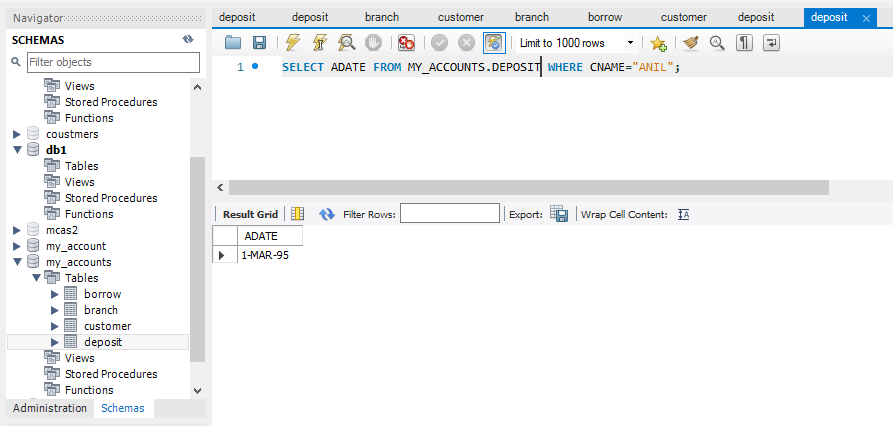 Navigator
SCHEMAS
Filter objects
Views
Stored Procedures
Functions
coustmers
db1
Tables
Views
Stored Procedures
Functions
mcas2
my_account
my_accounts
Tables
borrow
branch
customer
deposit
Views
Stored Procedures
Functions
Administration Schemas
deposit deposit branch customer branch borrow customer deposit deposit
Limit to 1000 rows
1 SELECT ADATE FROM MY_ACCOUNTS.DEPOSIT WHERE CNAME="ANIL";
Result Grid Filter Rows: Export: Wrap Cell Content:
ADATE
1-MAR-95